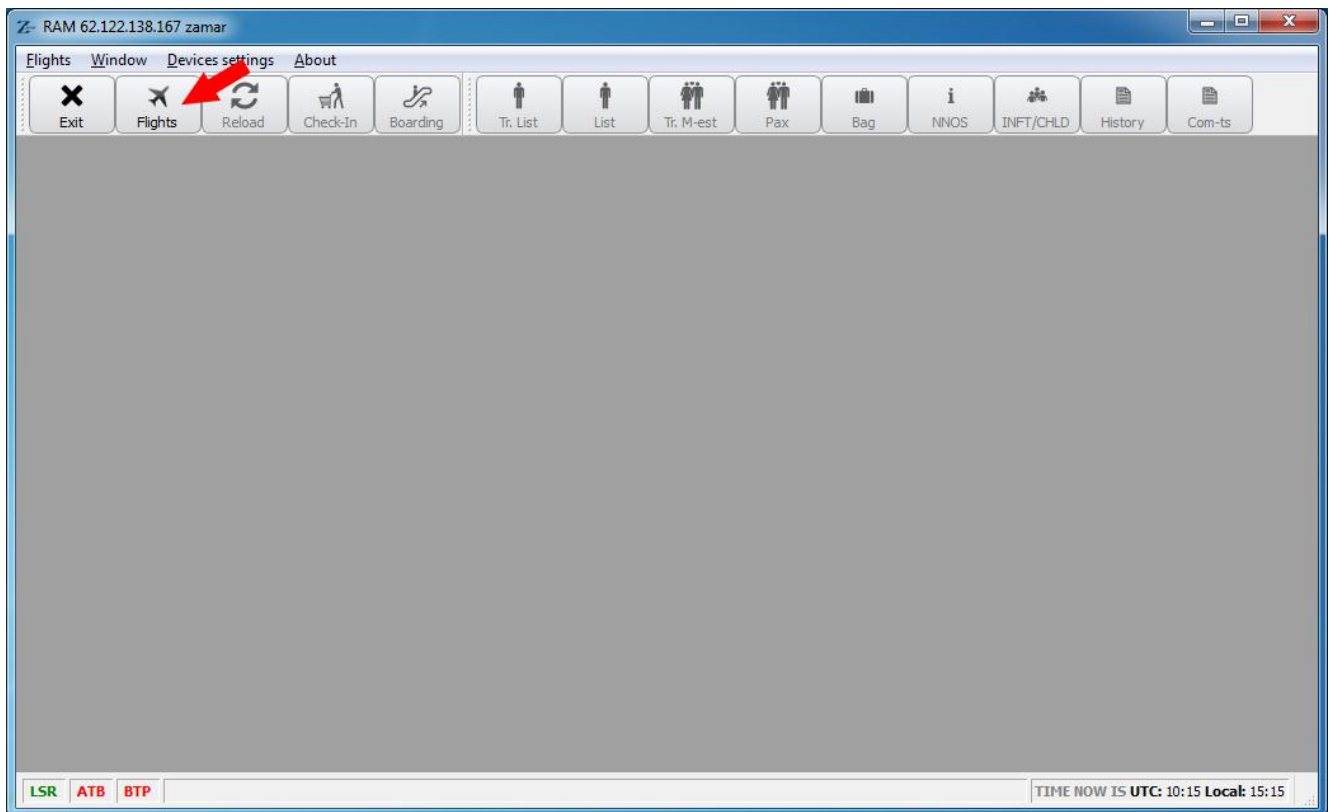 RAM 62.122.138.167 zamar
Flights Window Devices settings About
Exit Flights Reload Check-In Boarding Tr. List List Tr. M-est Pax Bag NNOS INFT/CHLD History Com-ts
LSR ATB BTP TIME NOW IS UTC: 10:15 Local: 15:15